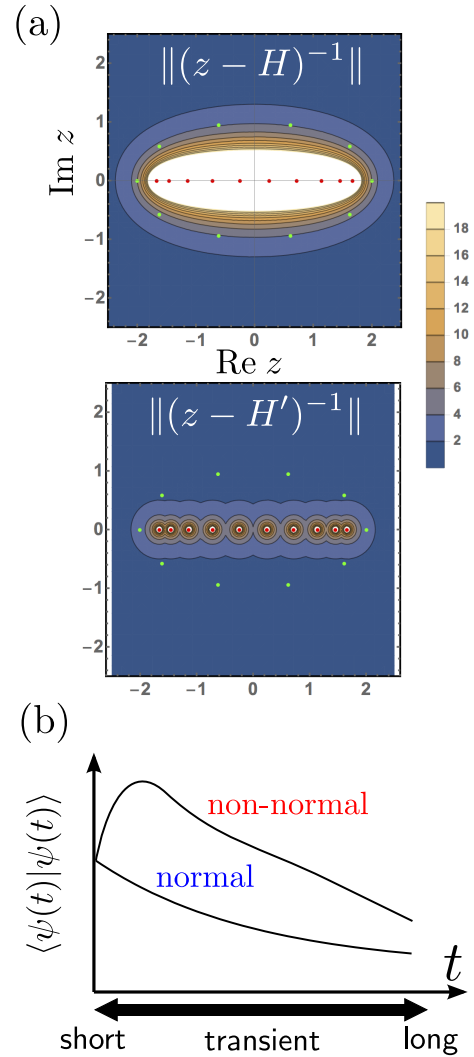 (a)
‖(z − H)⁻¹‖
Im z
2
1
0
−1
−2
−2 −1 0 1 2
Re z
18
16
14
12
10
8
6
4
2
‖(z − H′)⁻¹‖
2
1
0
−1
−2
−2 −1 0 1 2
(b)
⟨ψ(t)|ψ(t)⟩
non-normal
normal
t
short transient long